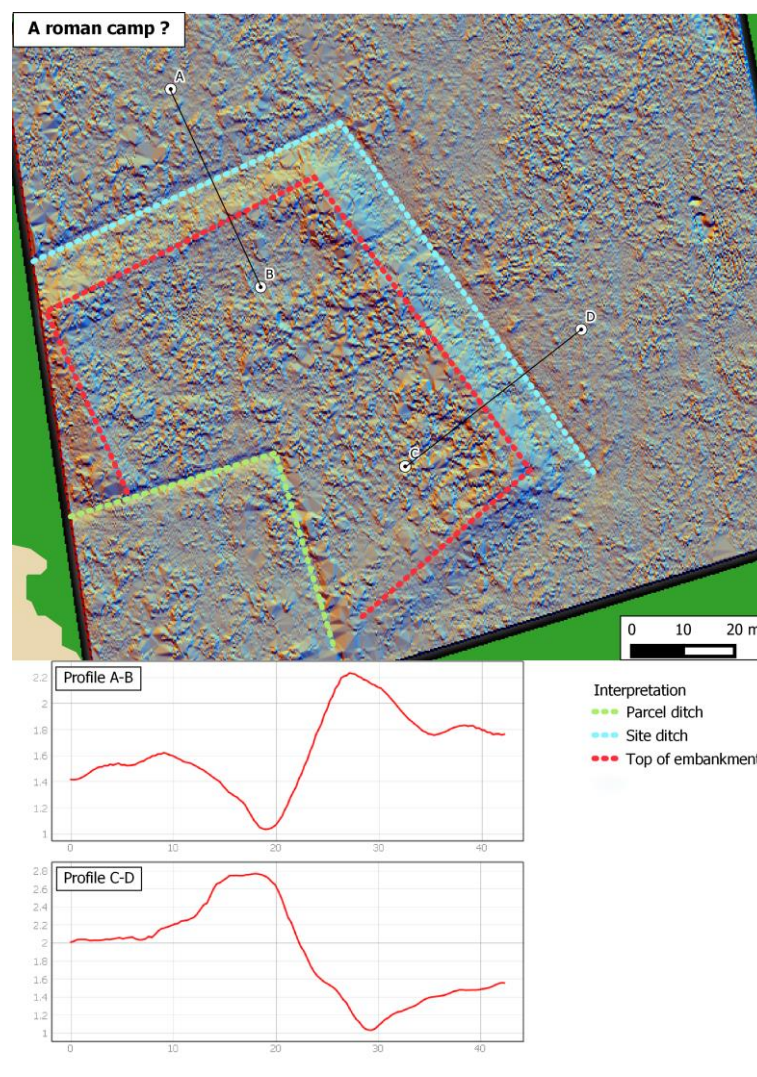 A roman camp ?
A
B
D
C
0 10 20 m
Profile A-B
2.2
2
1.8
1.6
1.4
1.2
1
0 10 20 30 40
Interpretation
Parcel ditch
Site ditch
Top of embankment
Profile C-D
2.8
2.6
2.4
2.2
2
1.8
1.6
1.4
1.2
1
0 10 20 30 40